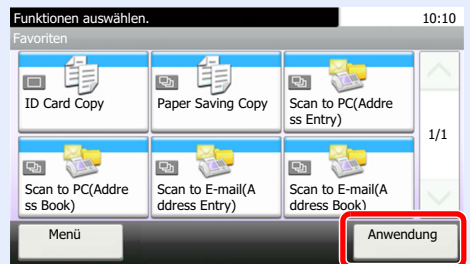 Funktionen auswählen. 10:10
Favoriten
ID Card Copy
Paper Saving Copy
Scan to PC(Addre
ss Entry)
1/1
Scan to PC(Addre
ss Book)
Scan to E-mail(A
ddress Entry)
Scan to E-mail(A
ddress Book)
Menü
Anwendung